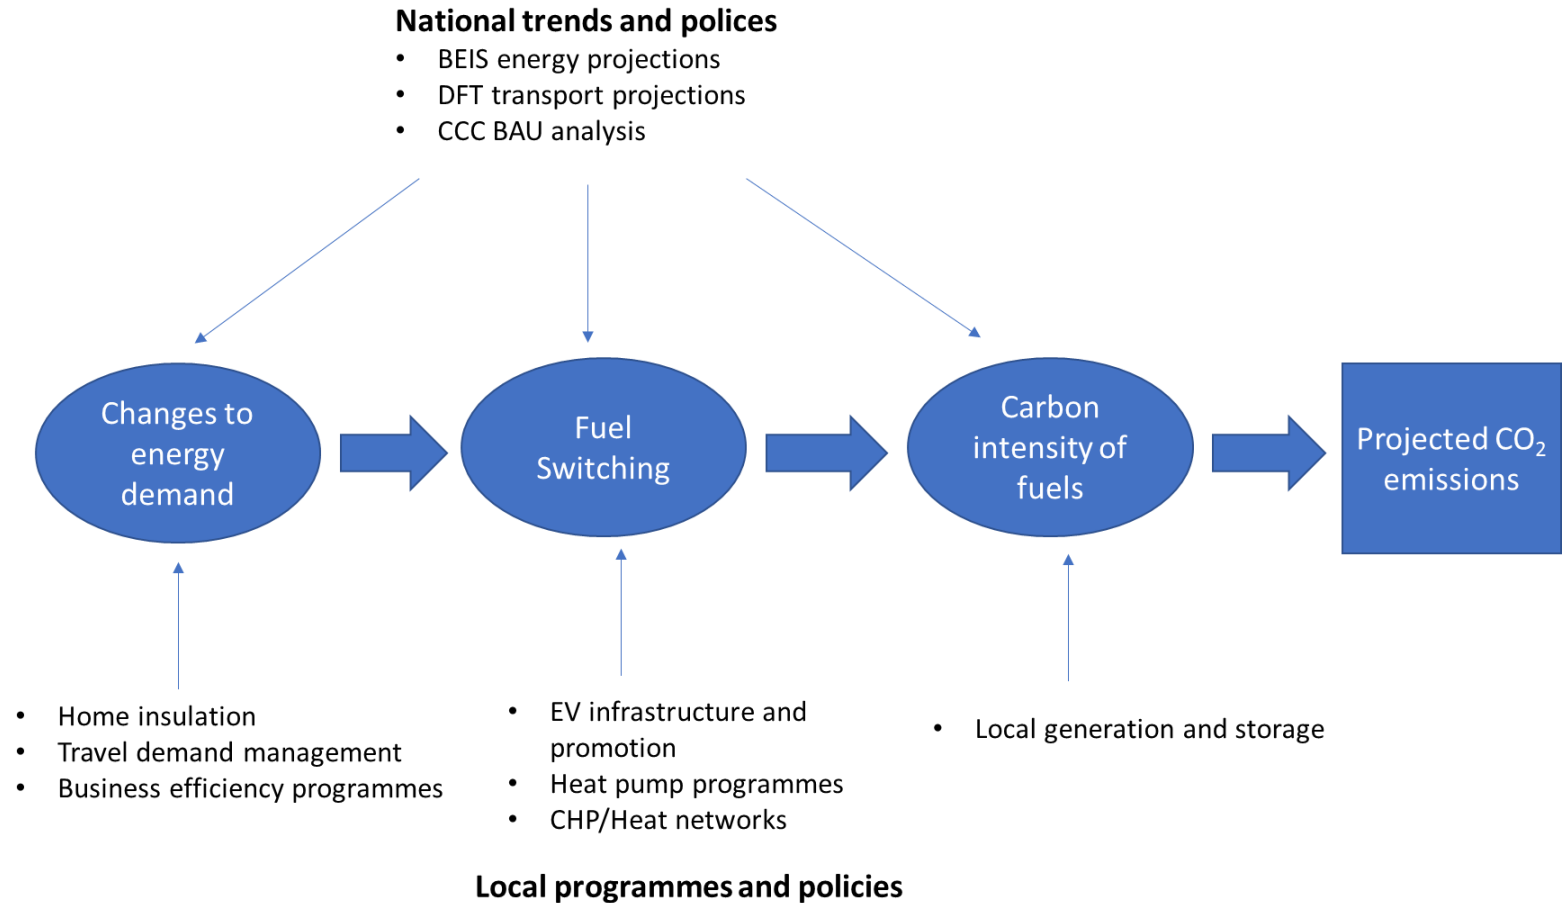 National trends and polices
• BEIS energy projections
• DFT transport projections
• CCC BAU analysis
Changes to
energy
demand
Fuel
Switching
Carbon
intensity of
fuels
Projected CO₂
emissions
• Home insulation
• Travel demand management
• Business efficiency programmes
• EV infrastructure and
promotion
• Heat pump programmes
• CHP/Heat networks
• Local generation and storage
Local programmes and policies